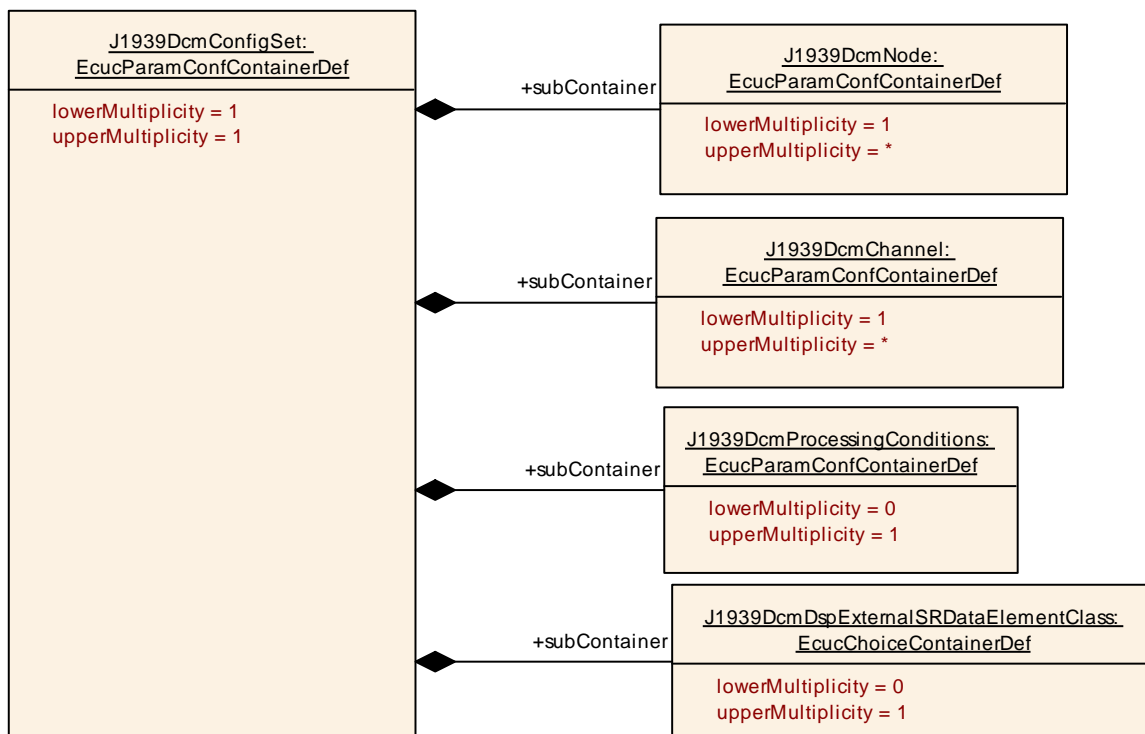 J1939DcmConfigSet:
EcucParamConfContainerDef
lowerMultiplicity = 1
upperMultiplicity = 1
+subContainer
J1939DcmNode:
EcucParamConfContainerDef
lowerMultiplicity = 1
upperMultiplicity = *
+subContainer
J1939DcmChannel:
EcucParamConfContainerDef
lowerMultiplicity = 1
upperMultiplicity = *
+subContainer
J1939DcmProcessingConditions:
EcucParamConfContainerDef
lowerMultiplicity = 0
upperMultiplicity = 1
+subContainer
J1939DcmDspExternalSRDataElementClass:
EcucChoiceContainerDef
lowerMultiplicity = 0
upperMultiplicity = 1